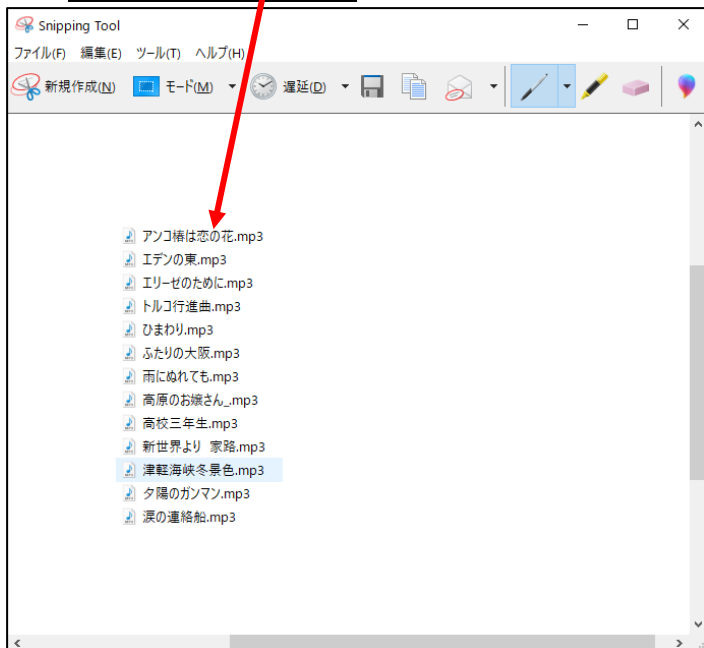 Snipping Tool
ファイル(F) 編集(E) ツール(T) ヘルプ(H)
新規作成(N) モード(M) 遅延(D)
アンコ椿は恋の花.mp3
エデンの東.mp3
エリーゼのために.mp3
トルコ行進曲.mp3
ひまわり.mp3
ふたりの大阪.mp3
雨にぬれても.mp3
高原のお嬢さん_.mp3
高校三年生.mp3
新世界より 家路.mp3
津軽海峡冬景色.mp3
夕陽のガンマン.mp3
涙の連絡船.mp3